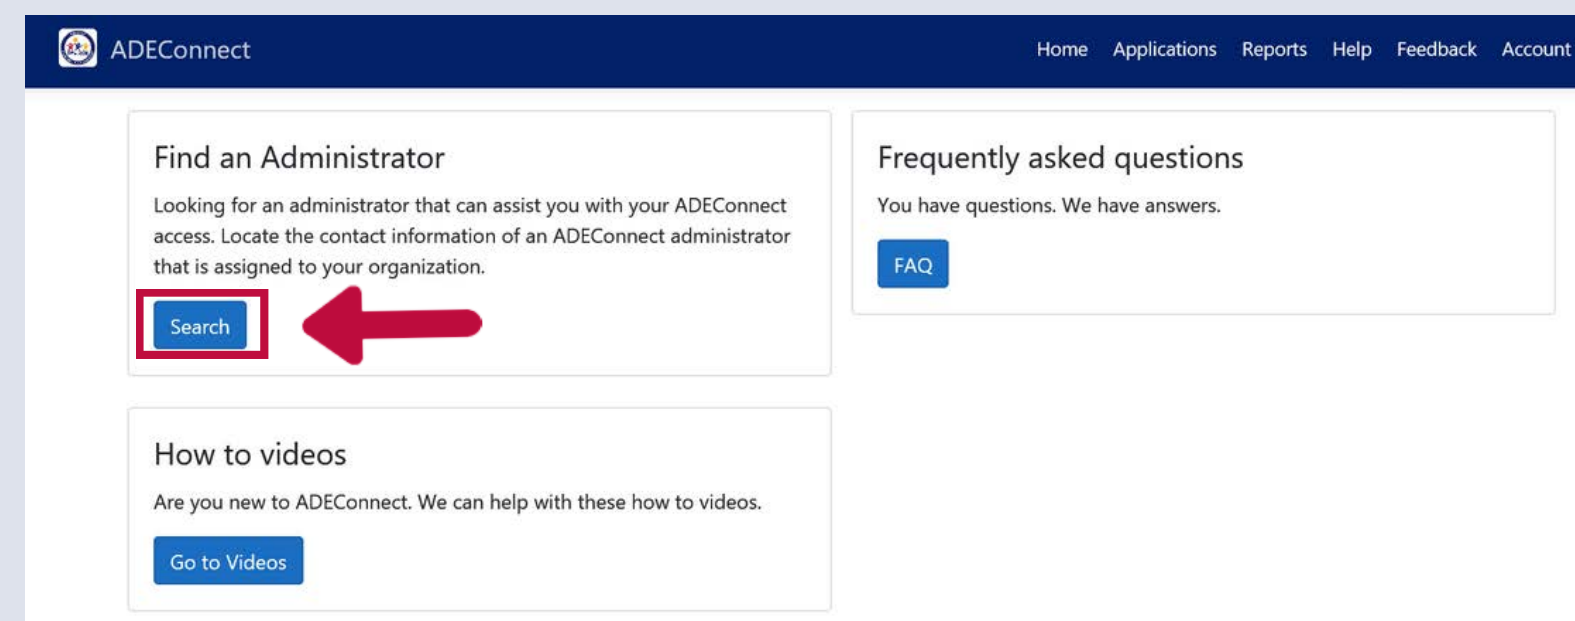 ADEConnect
Home Applications Reports Help Feedback Account
Find an Administrator
Looking for an administrator that can assist you with your ADEConnect
access. Locate the contact information of an ADEConnect administrator
that is assigned to your organization.
Search
Frequently asked questions
You have questions. We have answers.
FAQ
How to videos
Are you new to ADEConnect. We can help with these how to videos.
Go to Videos